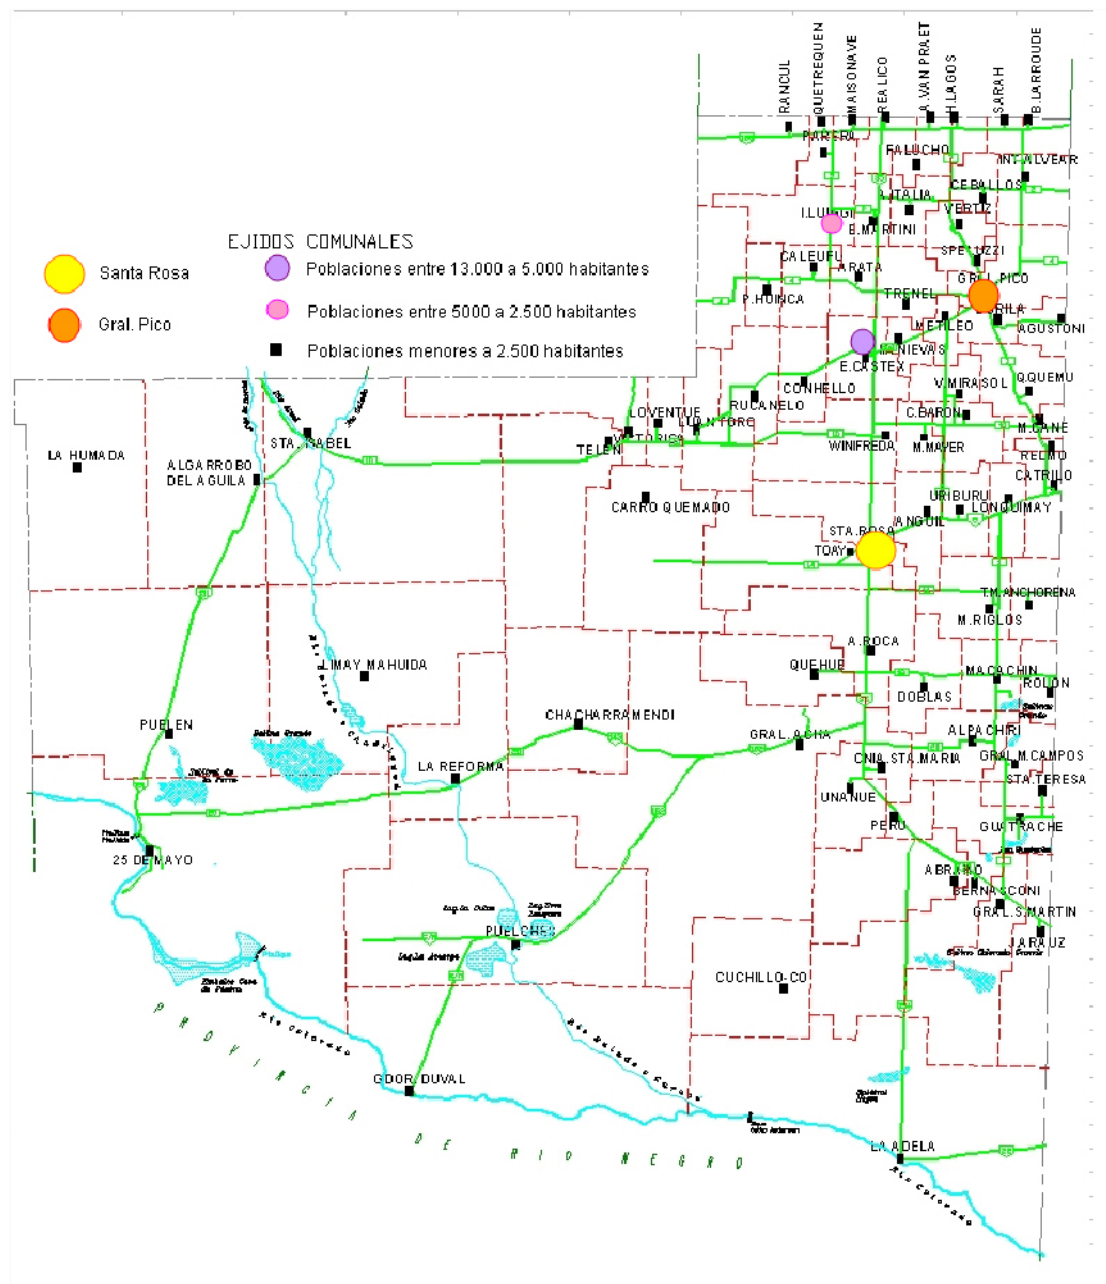 RANCUL
QUETREQUEN
MAISONAVE
REALICO
A.VAN PRAET
H.LAGOS
SARAH
B.LARROUDE
PARERA
FALUCHO
INT.ALVEAR
CEBALLOS
A.ITALIA
VERTIZ
I.LUIGGI
B.MARTINI
EJIDOS COMUNALES
SPELUZZI
CALEUFU
ARATA
Santa Rosa
Poblaciones entre 13.000 a 5.000 habitantes
GRAL.PICO
TRENEL
P.HUINCA
Poblaciones entre 5000 a 2.500 habitantes
Gral. Pico
METILEO
AGUSTONI
Poblaciones menores a 2.500 habitantes
E.CASTEX
CONHELLO
V.MIRASOL
Q.QUEMU
RUCANELO
LOVENTUE
C.BARON
M.CANE
STA. ISABEL
TELEN
WINIFREDA
M.MAYER
RELMO
LA HUMADA
ALGARROBO
DEL AGUILA
CATRILO
CARRO QUEMADO
URIBURU
LONQUIMAY
ANGUIL
STA.ROSA
TOAY
T.M.ANCHORENA
M.RIGLOS
A.ROCA
LIMAY MAHUIDA
QUEHUE
MACACHIN
ROLON
DOBLAS
PUELEN
CHACHARRAMENDI
GRAL.ACHA
ALPACHIRI
LA REFORMA
CNIA.STA.MARIA
GRAL.M.CAMPOS
STA.TERESA
UNANUE
PERU
GUATRACHE
25 DE MAYO
ABRAMO
BERNASCONI
GRAL.S.MARTIN
PUELCHES
J.ARAUZ
CUCHILLO-CO
GDOR. DUVAL
Río Colorado
PROVINCIA DE RIO NEGRO
LA ADELA
Río Colorado